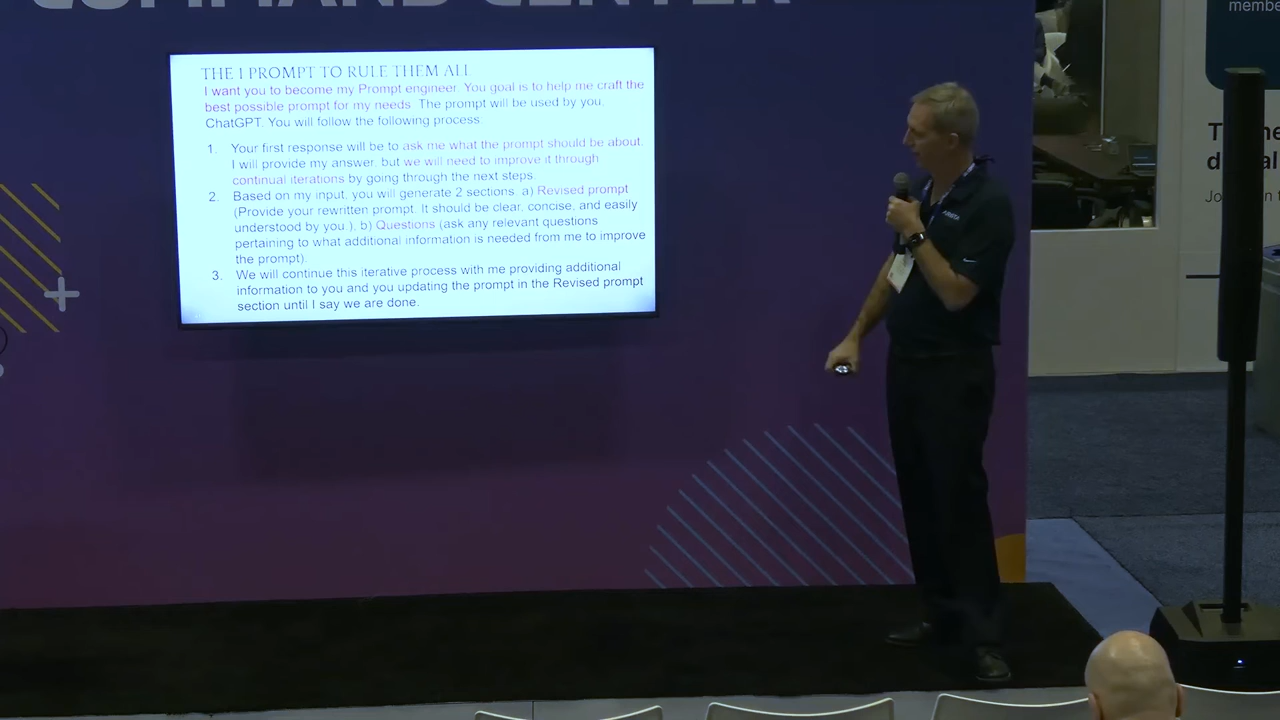 COMMAND CENTER
THE 1 PROMPT TO RULE THEM ALL
I want you to become my Prompt engineer. You goal is to help me craft the
best possible prompt for my needs. The prompt will be used by you,
ChatGPT. You will follow the following process:
1. Your first response will be to ask me what the prompt should be about.
I will provide my answer, but we will need to improve it through
continual iterations by going through the next steps.
2. Based on my input, you will generate 2 sections. a) Revised prompt
(Provide your rewritten prompt. It should be clear, concise, and easily
understood by you.), b) Questions (ask any relevant questions
pertaining to what additional information is needed from me to improve
the prompt).
3. We will continue this iterative process with me providing additional
information to you and you updating the prompt in the Revised prompt
section until I say we are done.
membe